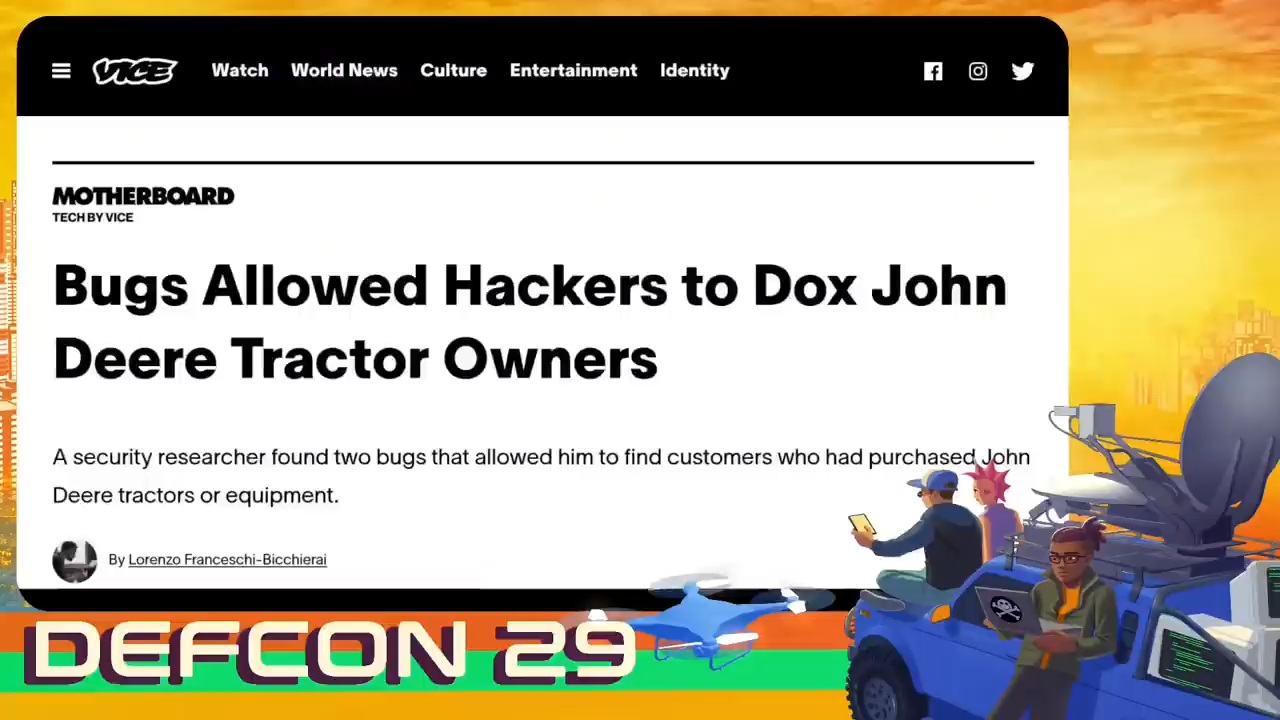 VICE
Watch World News Culture Entertainment Identity
MOTHERBOARD
TECH BY VICE
Bugs Allowed Hackers to Dox John
Deere Tractor Owners
A security researcher found two bugs that allowed him to find customers who had purchased John
Deere tractors or equipment.
By Lorenzo Franceschi-Bicchierai
DEFCON 29